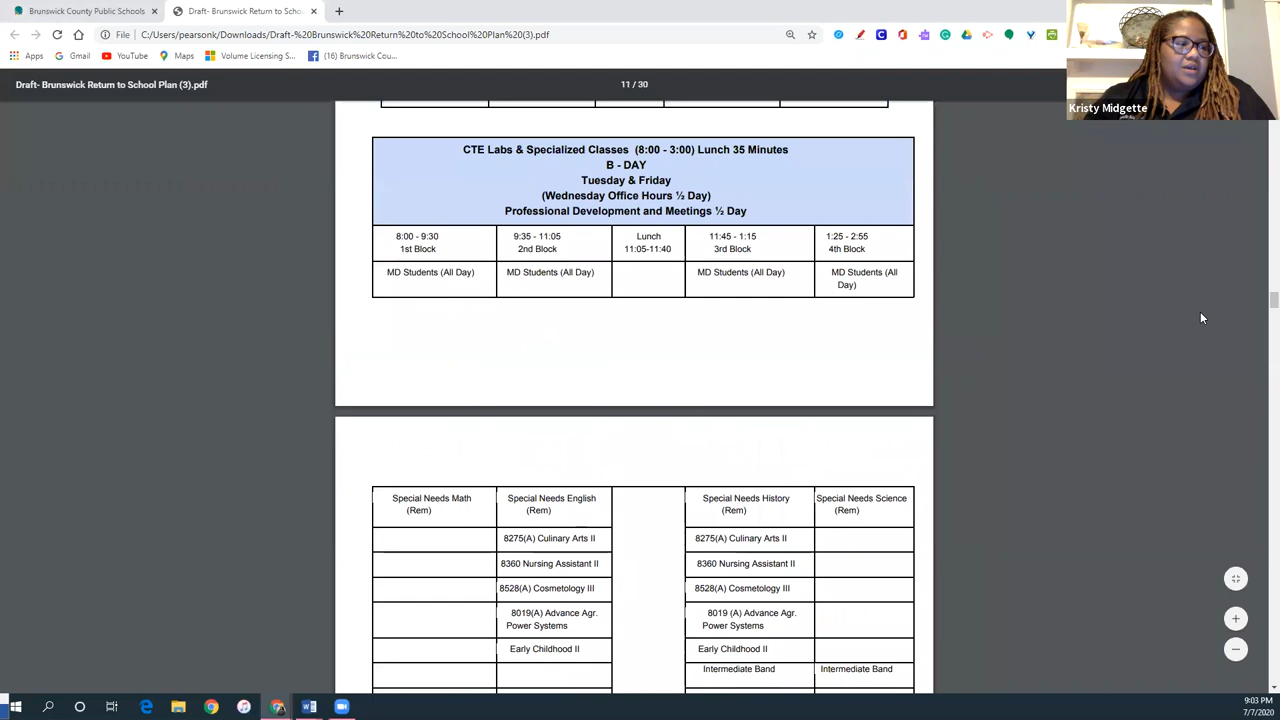 Brunswick County Public Schools
Draft- Brunswick Return to Scho
File
C:/Users/pearsonk/Downloads/Draft-%20Brunswick%20Return%20to%20School%20Plan%20(3).pdf
Apps
Gmail
YouTube
Maps
Volume Licensing S...
(16) Brunswick Cou...
Draft- Brunswick Return to School Plan (3).pdf
11 / 30
Kristy Midgette
CTE Labs & Specialized Classes (8:00 - 3:00) Lunch 35 Minutes
B - DAY
Tuesday & Friday
(Wednesday Office Hours ½ Day)
Professional Development and Meetings ½ Day
8:00 - 9:30
1st Block
9:35 - 11:05
2nd Block
Lunch
11:05-11:40
11:45 - 1:15
3rd Block
1:25 - 2:55
4th Block
MD Students (All Day)
MD Students (All Day)
MD Students (All Day)
MD Students (All
Day)
Special Needs Math
(Rem)
Special Needs English
(Rem)
Special Needs History
(Rem)
Special Needs Science
(Rem)
8275(A) Culinary Arts II
8275(A) Culinary Arts II
8360 Nursing Assistant II
8360 Nursing Assistant II
8528(A) Cosmetology III
8528(A) Cosmetology III
8019(A) Advance Agr.
Power Systems
8019 (A) Advance Agr.
Power Systems
Early Childhood II
Early Childhood II
Intermediate Band
Intermediate Band
9:03 PM
7/7/2020